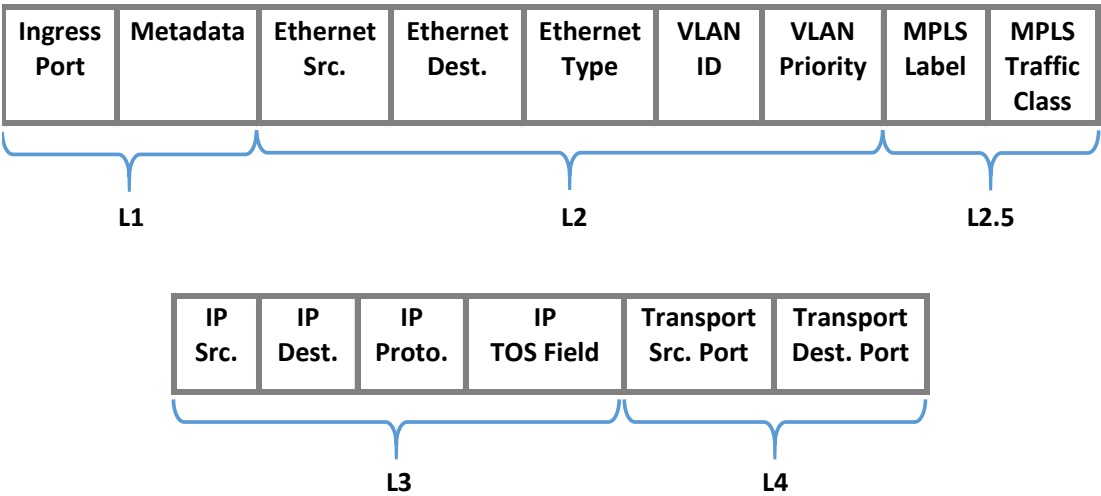 Ingress Metadata Ethernet Ethernet Ethernet VLAN VLAN MPLS MPLS
Port Src. Dest. Type ID Priority Label Traffic
Class
L1 L2 L2.5
IP IP IP IP Transport Transport
Src. Dest. Proto. TOS Field Src. Port Dest. Port
L3 L4